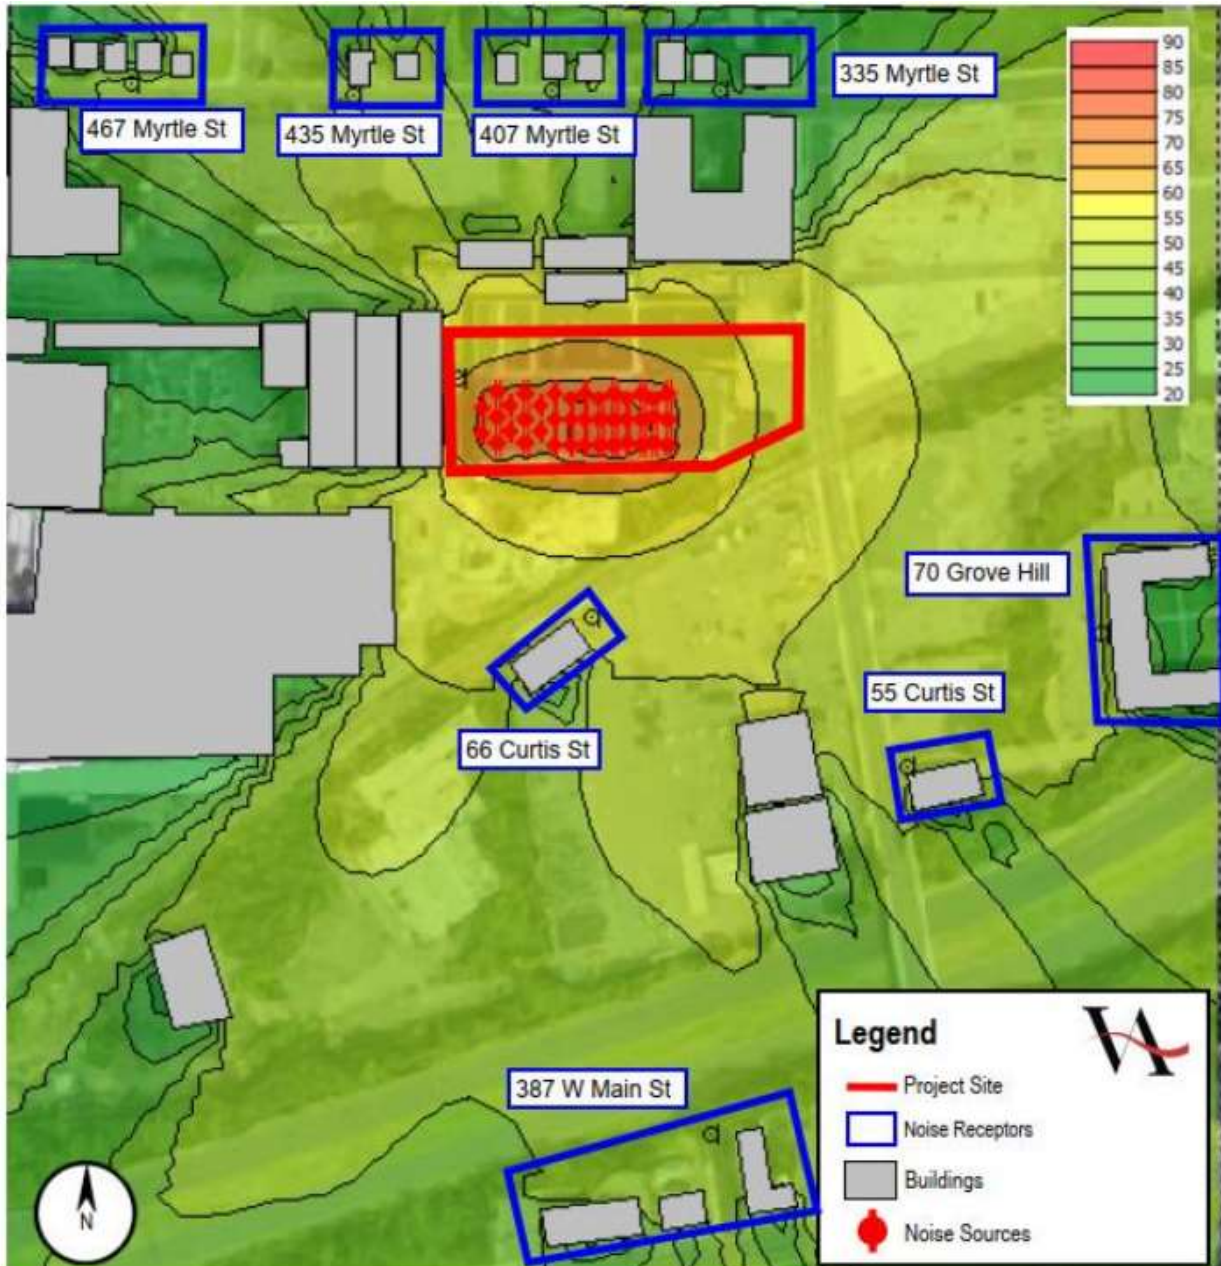 467 Myrtle St
435 Myrtle St
407 Myrtle St
335 Myrtle St
90
85
80
75
70
65
60
55
50
45
40
35
30
25
20
70 Grove Hill
55 Curtis St
66 Curtis St
387 W Main St
Legend
VA
Project Site
Noise Receptors
Buildings
Noise Sources
N